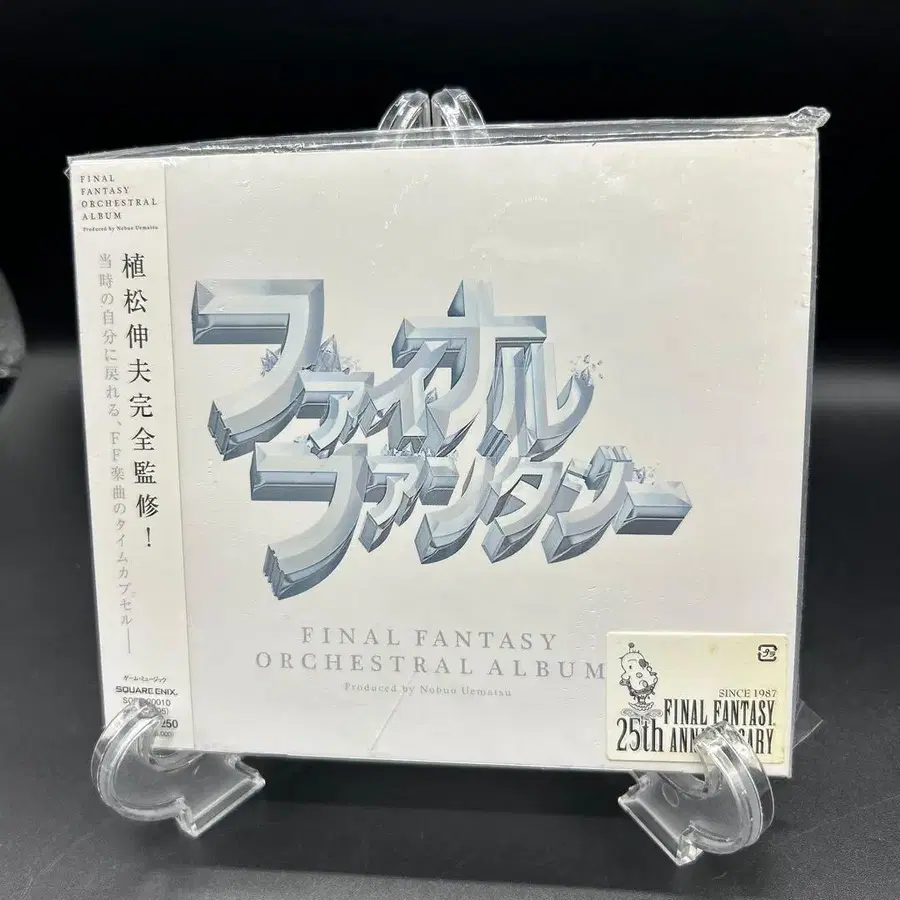 FINAL
FANTASY
ORCHESTRAL
ALBUM
Produced by Nobuo Uematsu
植松伸夫完全監修！
当時の自分に戻れる、FF楽曲のタイムカプセル――
ゲーム・ミュージック
SQUARE ENIX
ファイナル
ファンタジー
FINAL FANTASY
ORCHESTRAL ALBUM
Produced by Nobuo Uematsu
SINCE 1987
FINAL FANTASY
25th